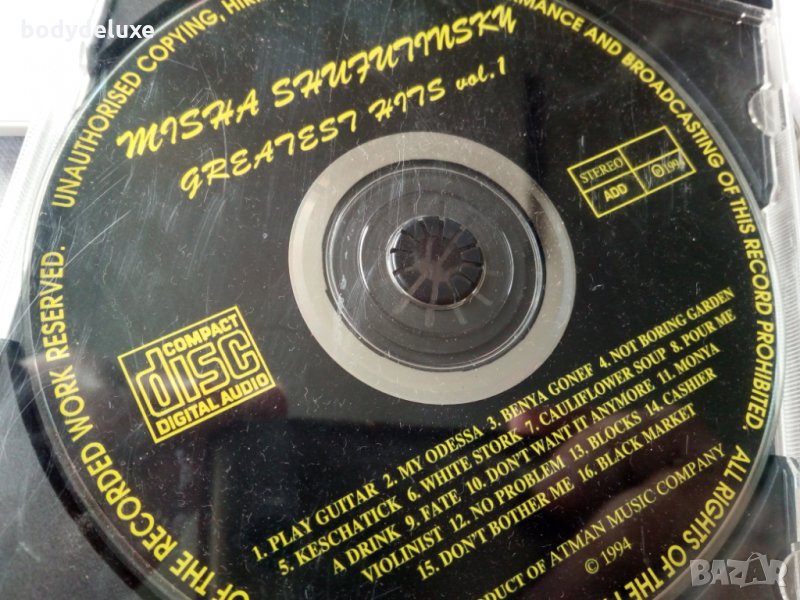 bodydeluxe
UNAUTHORISED COPYING,
PERFORMANCE AND BROADCASTING OF THIS RECORD PROHIBITED. ALL RIGHTS OF THE
OF THE RECORDED WORK RESERVED.
MISHA SHUFUTINSKY
GREATEST HITS vol.1
STEREO
ADD
COMPACT
disc
DIGITAL AUDIO
1. PLAY GUITAR 2. MY ODESSA 3. BENYA GONEF 4. NOT BORING GARDEN
5. KESCHATICK 6. WHITE STORK 7. CAULIFLOWER SOUP 8. POUR ME
A DRINK 9. FATE 10. DON'T WANT IT ANYMORE 11. MONYA
VIOLINIST 12. NO PROBLEM 13. BLOCKS 14. CASHIER
15. DON'T BOTHER ME 16. BLACK MARKET
PRODUCT OF ATMAN MUSIC COMPANY
© 1994
BAZAR